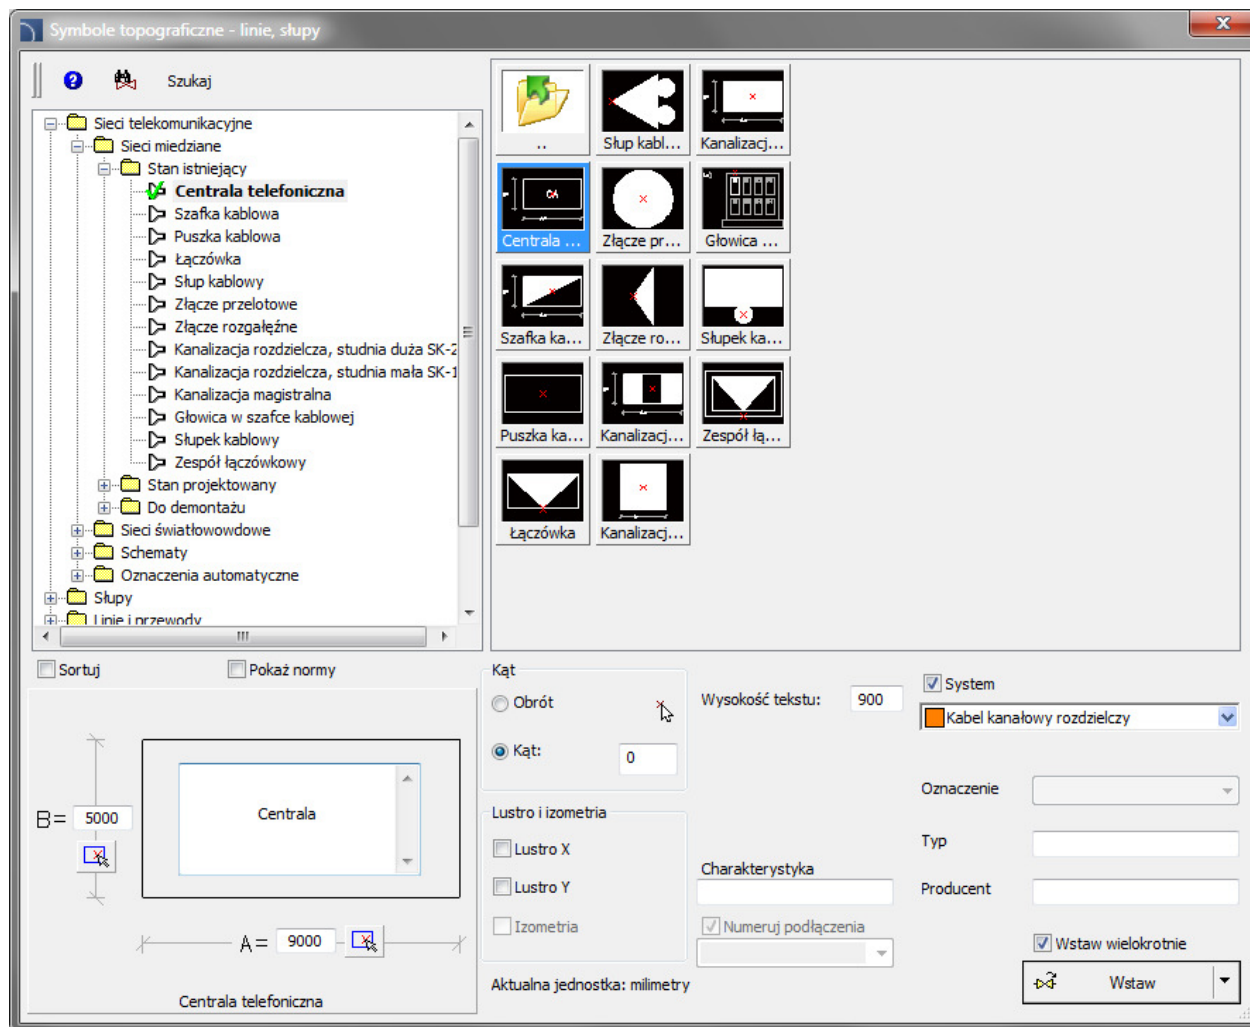 Symbole topograficzne - linie, słupy
Szukaj
Sieci telekomunikacyjne
Sieci miedziane
Stan istniejący
Centrala telefoniczna
Szafka kablowa
Puszka kablowa
Łączówka
Słup kablowy
Złącze przelotowe
Złącze rozgałęźne
Kanalizacja rozdzielcza, studnia duża SK-2
Kanalizacja rozdzielcza, studnia mała SK-1
Kanalizacja magistralna
Głowica w szafce kablowej
Słupek kablowy
Zespół łączówkowy
Stan projektowany
Do demontażu
Sieci światłowowdowe
Schematy
Oznaczenia automatyczne
Słupy
Linie i przewody
.. Słup kabl... Kanalizacj...
CA
Centrala ... Złącze pr... Głowica ...
Szafka ka... Złącze ro... Słupek ka...
Puszka ka... Kanalizacj... Zespół łą...
Łączówka Kanalizacj...
Sortuj Pokaż normy
B= 5000
Centrala
A= 9000
Centrala telefoniczna
Kąt
Obrót
Kąt: 0
Lustro i izometria
Lustro X
Lustro Y
Izometria
Aktualna jednostka: milimetry
Wysokość tekstu: 900
Charakterystyka
Numeruj podłączenia
System
Kabel kanałowy rozdzielczy
Oznaczenie
Typ
Producent
Wstaw wielokrotnie
Wstaw